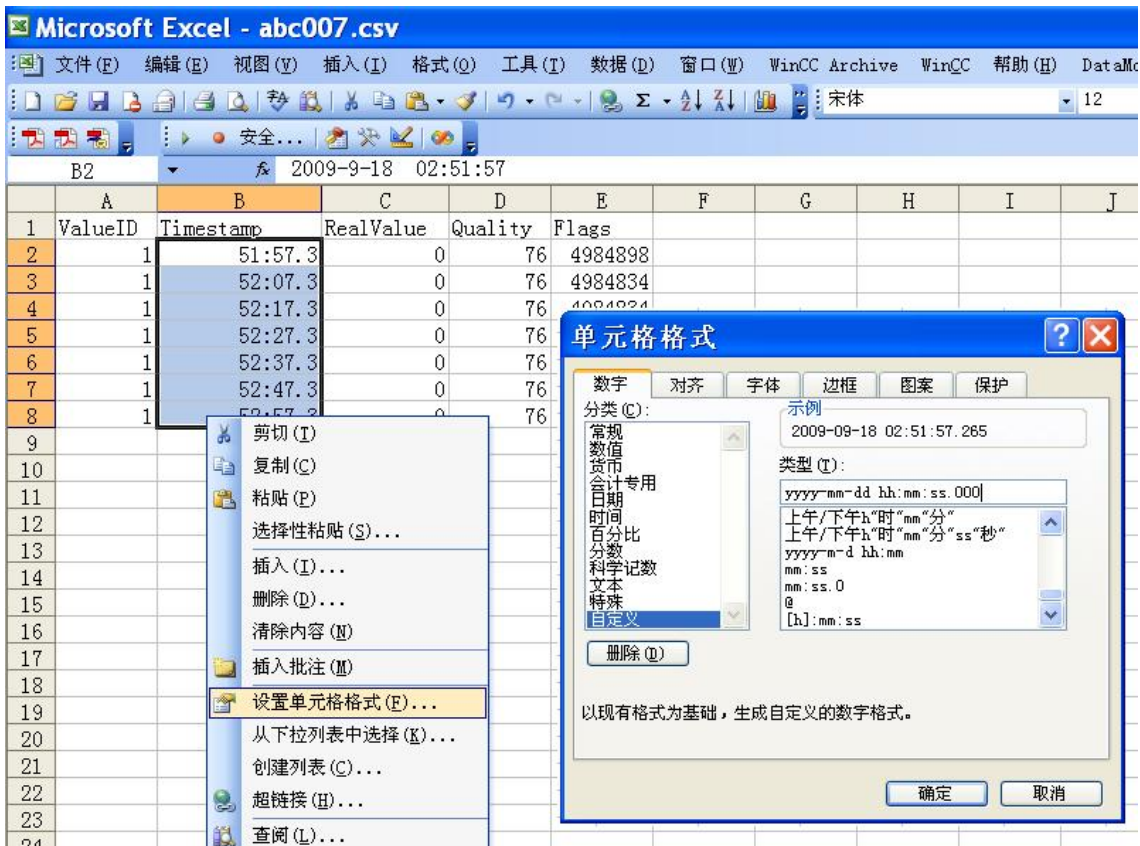 Microsoft Excel - abc007.csv
文件(F) 编辑(E) 视图(V) 插入(I) 格式(O) 工具(T) 数据(D) 窗口(W) WinCC Archive WinCC 帮助(H) DataMo
宋体 12
安全...
B2 fx 2009-9-18 02:51:57
A B C D E F G H I J
1 ValueID Timestamp RealValue Quality Flags
2 1 51:57.3 0 76 4984898
3 1 52:07.3 0 76 4984834
4 1 52:17.3 0 76 4984834
5 1 52:27.3 0 76
6 1 52:37.3 0 76
7 1 52:47.3 0 76
8 1 52:57.3 0 76
9
10
11
12
13
14
15
16
17
18
19
20
21
22
23
24
剪切(T)
复制(C)
粘贴(P)
选择性粘贴(S)...
插入(I)...
删除(D)...
清除内容(N)
插入批注(M)
设置单元格格式(F)...
从下拉列表中选择(K)...
创建列表(C)...
超链接(H)...
查阅(L)...
单元格格式
数字 对齐 字体 边框 图案 保护
分类(C):
常规
数值
货币
会计专用
日期
时间
百分比
分数
科学记数
文本
特殊
自定义
示例
2009-09-18 02:51:57.265
类型(T):
yyyy-mm-dd hh:mm:ss.000
上午/下午h"时"mm"分"
上午/下午h"时"mm"分"ss"秒"
yyyy-m-d hh:mm
mm:ss
mm:ss.0
@
[h]:mm:ss
删除(D)
以现有格式为基础，生成自定义的数字格式。
确定 取消